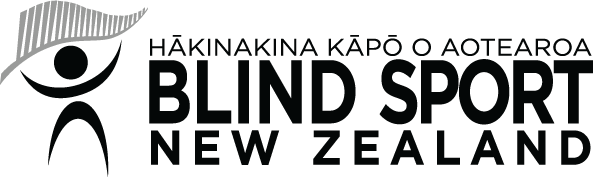 HĀKINAKINA KĀPŌ O AOTEAROA
BLIND SPORT
NEW ZEALAND